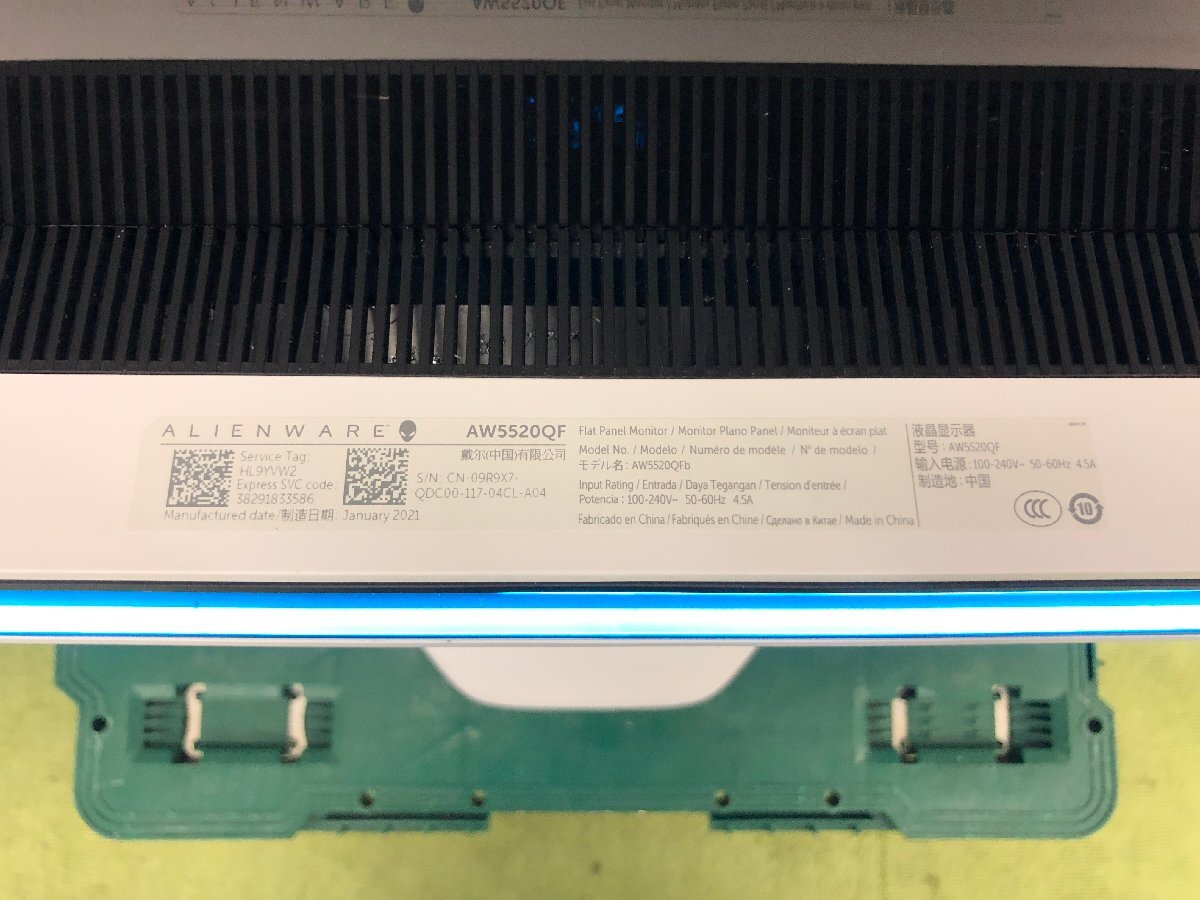 ALIENWARE AW5520QF
戴尔(中国)有限公司
Service Tag:
HL9YVW2
Express SVC code:
38291833586
S/N: CN-09R9X7-
QDC00-117-04CL-A04
Manufactured date/制造日期: January 2021
Flat Panel Monitor / Monitor Plano Panel / Moniteur à écran plat
Model No. / Modelo / Numéro de modèle / N° de modelo /
モデル名: AW5520QFb
Input Rating / Entrada / Daya Tegangan / Tension d'entrée /
Potencia : 100-240V~ 50-60Hz 4.5A
Fabricado en China / Fabriqués en Chine / Сделано в Китае / Made in China
液晶显示器
型号: AW5520QF
输入电源: 100-240V~ 50-60Hz 4.5A
制造地: 中国
CCC
10